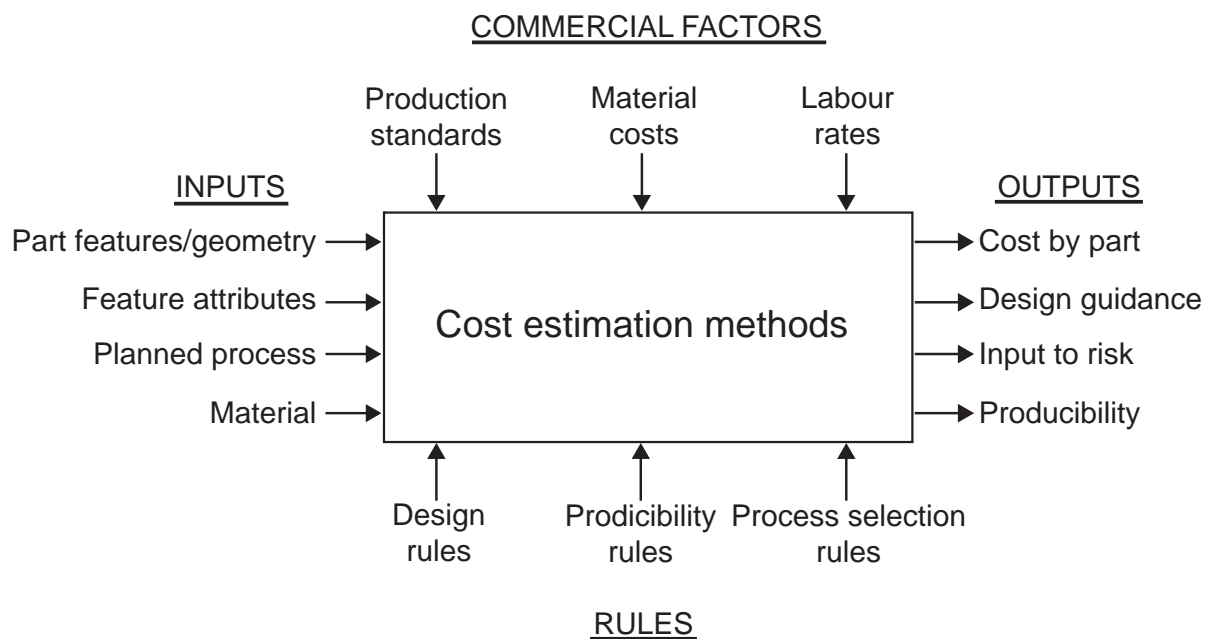 COMMERCIAL FACTORS
Production
standards
Material
costs
Labour
rates
INPUTS
Part features/geometry
Feature attributes
Planned process
Material
Cost estimation methods
OUTPUTS
Cost by part
Design guidance
Input to risk
Producibility
Design
rules
Prodicibility
rules
Process selection
rules
RULES